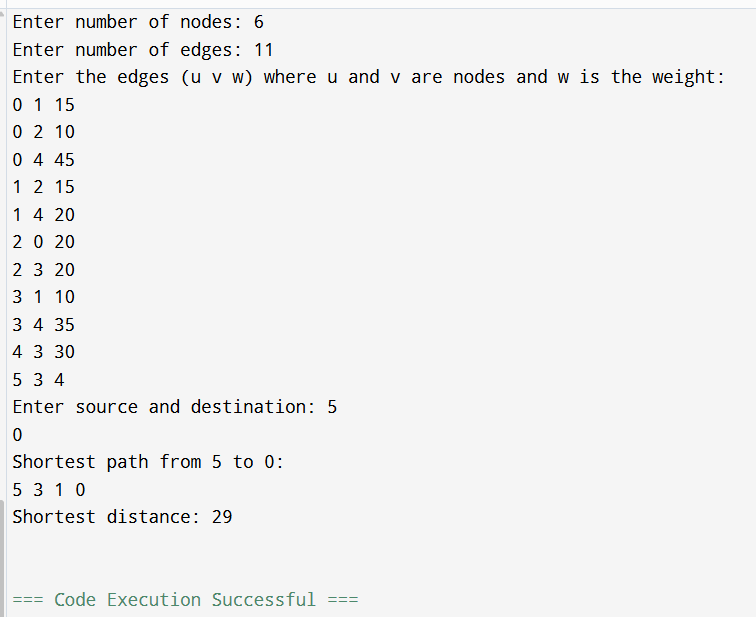 Enter number of nodes: 6
Enter number of edges: 11
Enter the edges (u v w) where u and v are nodes and w is the weight:
0 1 15
0 2 10
0 4 45
1 2 15
1 4 20
2 0 20
2 3 20
3 1 10
3 4 35
4 3 30
5 3 4
Enter source and destination: 5
0
Shortest path from 5 to 0:
5 3 1 0
Shortest distance: 29
=== Code Execution Successful ===